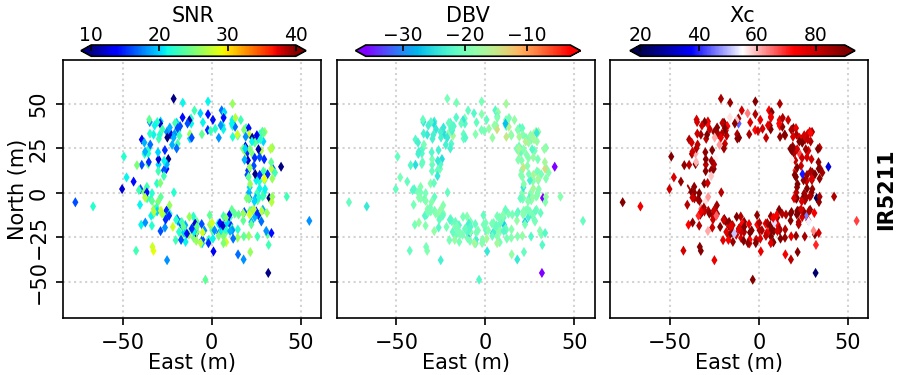 SNR DBV Xc
10 20 30 40 −30 −20 −10 20 40 60 80
50
25
0
−25
−50
North (m)
−50 0 50 −50 0 50 −50 0 50
East (m) East (m) East (m)
IR5211